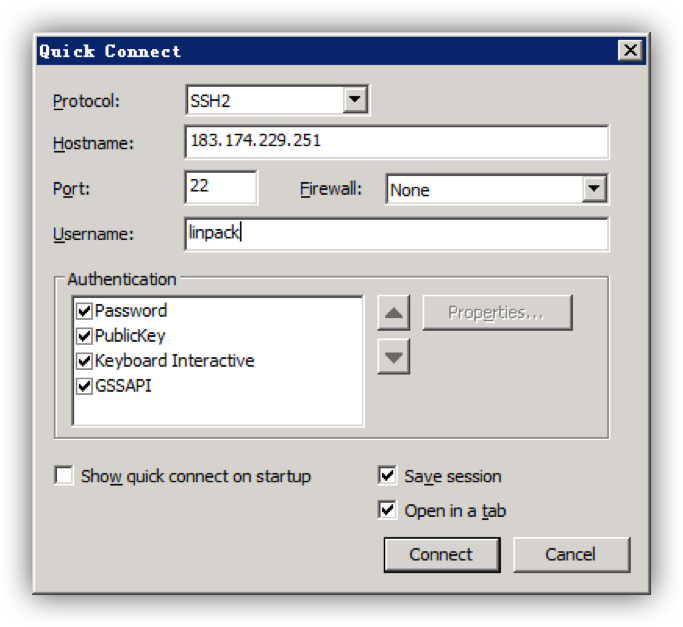 Quick Connect
Protocol: SSH2
Hostname: 183.174.229.251
Port: 22 Firewall: None
Username: linpack
Authentication
Password
PublicKey
Keyboard Interactive
GSSAPI
Properties...
Show quick connect on startup
Save session
Open in a tab
Connect Cancel